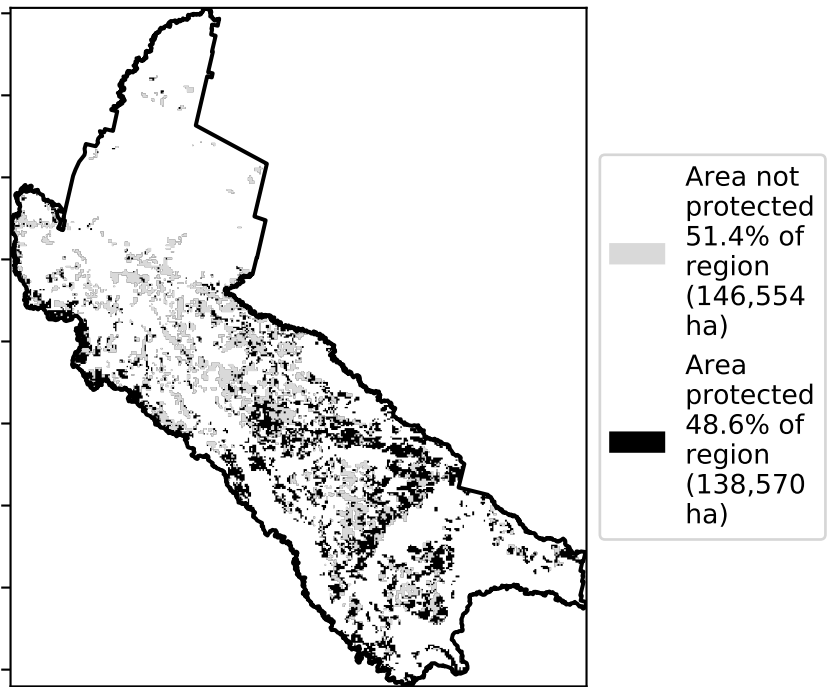 Area not
protected
51.4% of
region
(146,554
ha)
Area
protected
48.6% of
region
(138,570
ha)